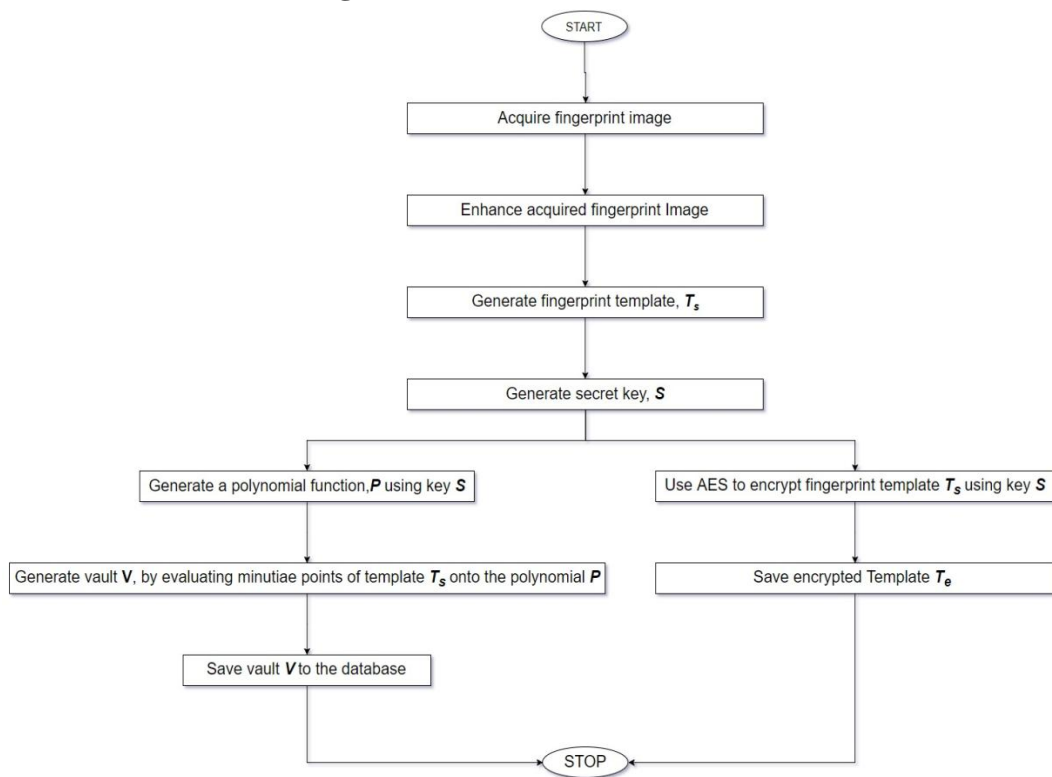 START
Acquire fingerprint image
Enhance acquired fingerprint Image
Generate fingerprint template, Ts
Generate secret key, S
Generate a polynomial function,P using key S
Use AES to encrypt fingerprint template Ts using key S
Generate vault V, by evaluating minutiae points of template Ts onto the polynomial P
Save encrypted Template Te
Save vault V to the database
STOP